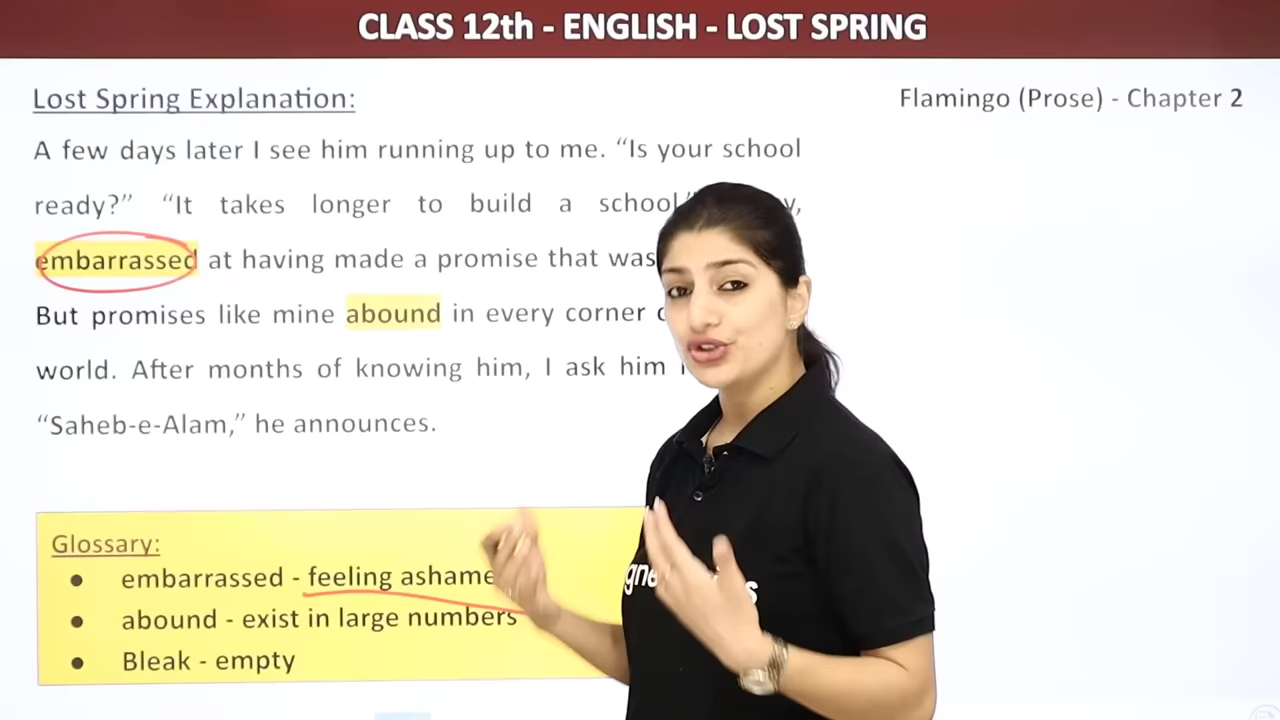 CLASS 12th - ENGLISH - LOST SPRING
Lost Spring Explanation:
Flamingo (Prose) - Chapter 2
A few days later I see him running up to me. “Is your school
ready?” “It takes longer to build a school
embarrassed at having made a promise that was
But promises like mine abound in every corner
world. After months of knowing him, I ask him
“Saheb-e-Alam,” he announces.
Glossary:
• embarrassed - feeling
• abound - exist in large numbers
• Bleak - empty